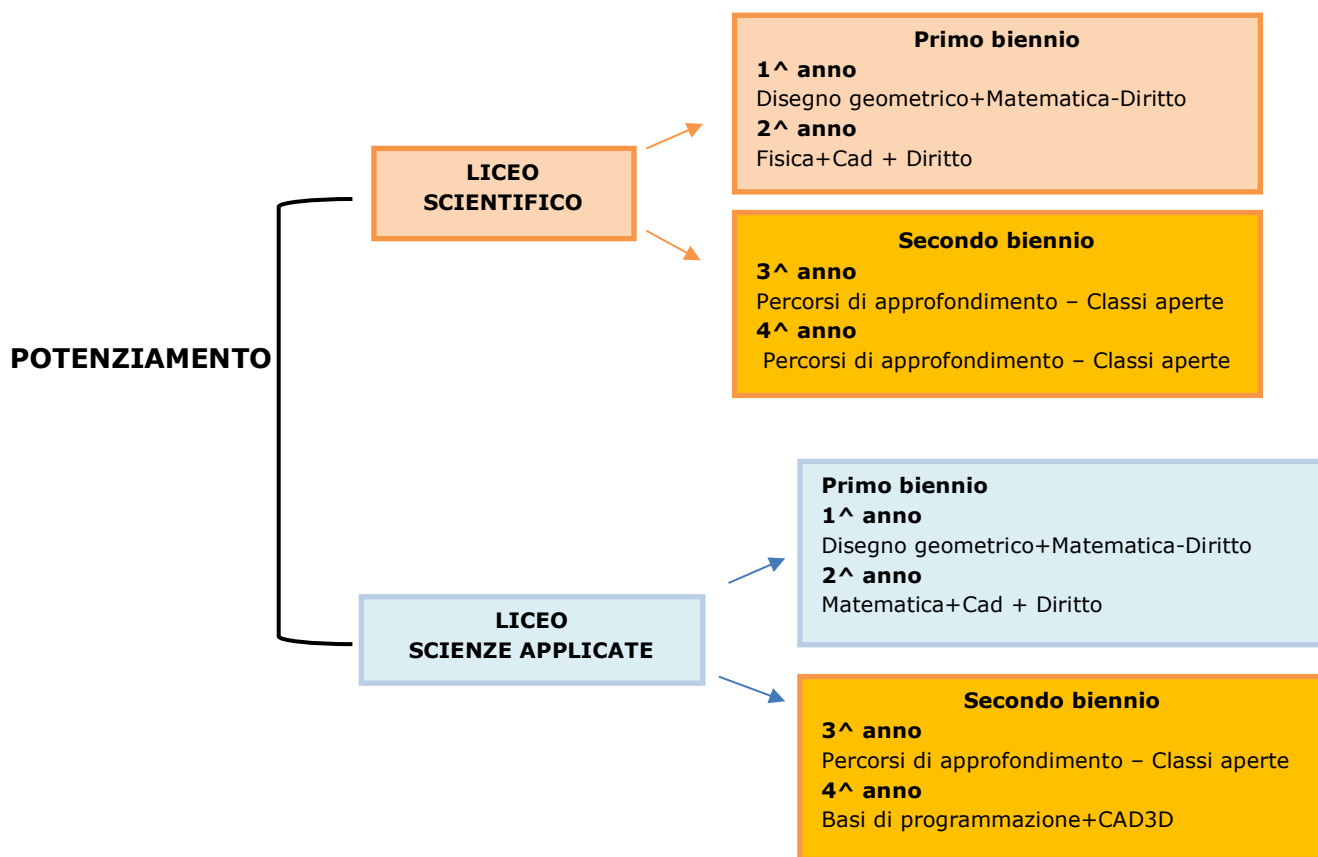 POTENZIAMENTO
LICEO
SCIENTIFICO
Primo biennio
1^ anno
Disegno geometrico+Matematica-Diritto
2^ anno
Fisica+Cad + Diritto
Secondo biennio
3^ anno
Percorsi di approfondimento – Classi aperte
4^ anno
Percorsi di approfondimento – Classi aperte
LICEO
SCIENZE APPLICATE
Primo biennio
1^ anno
Disegno geometrico+Matematica-Diritto
2^ anno
Matematica+Cad + Diritto
Secondo biennio
3^ anno
Percorsi di approfondimento – Classi aperte
4^ anno
Basi di programmazione+CAD3D